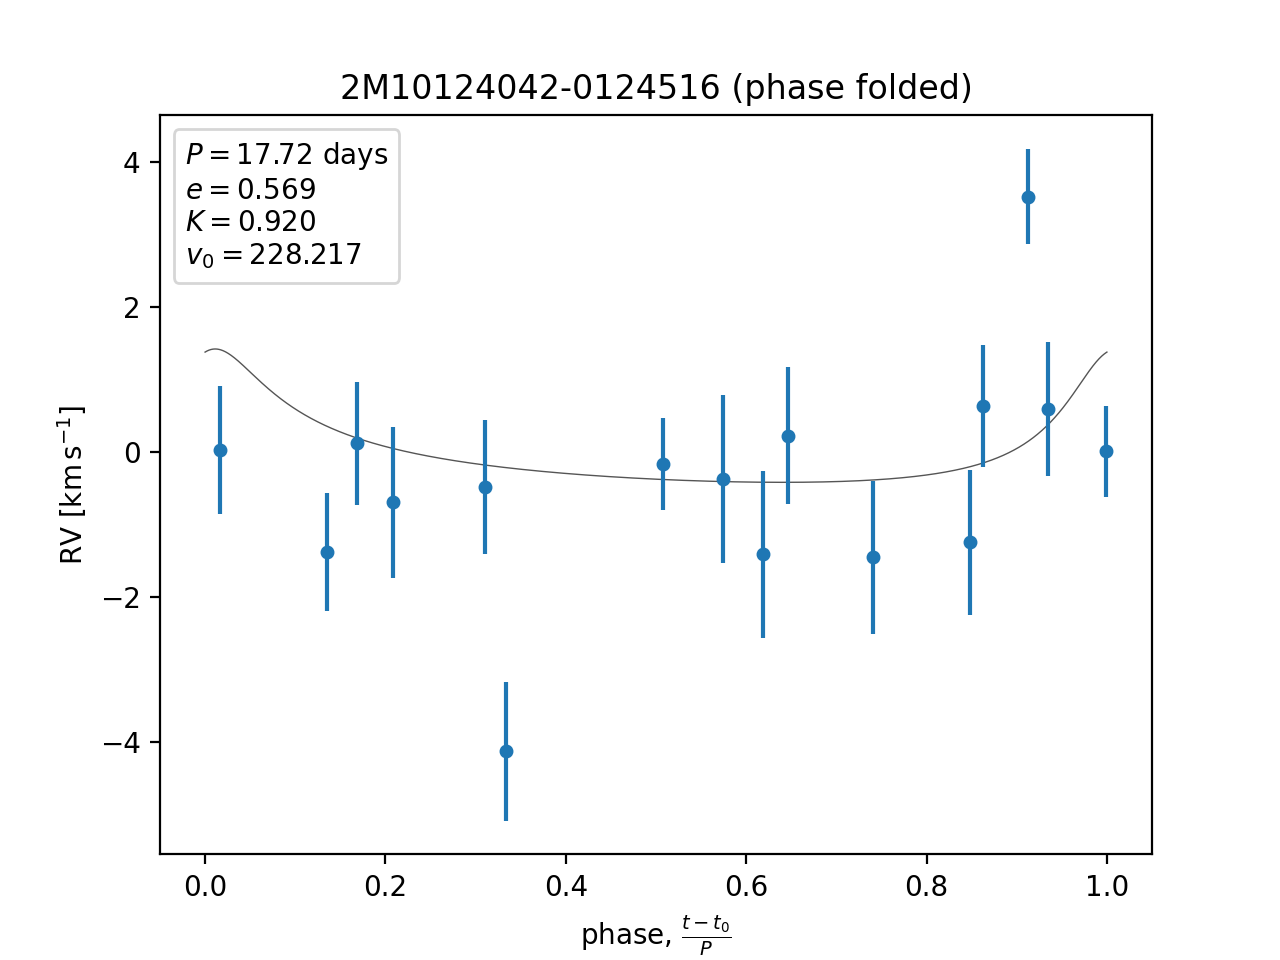 2M10124042-0124516 (phase folded)
P = 17.72 days
e = 0.569
K = 0.920
v₀ = 228.217
RV [km s⁻¹]
4
2
0
−2
−4
0.0 0.2 0.4 0.6 0.8 1.0
phase, (t − t₀)/P